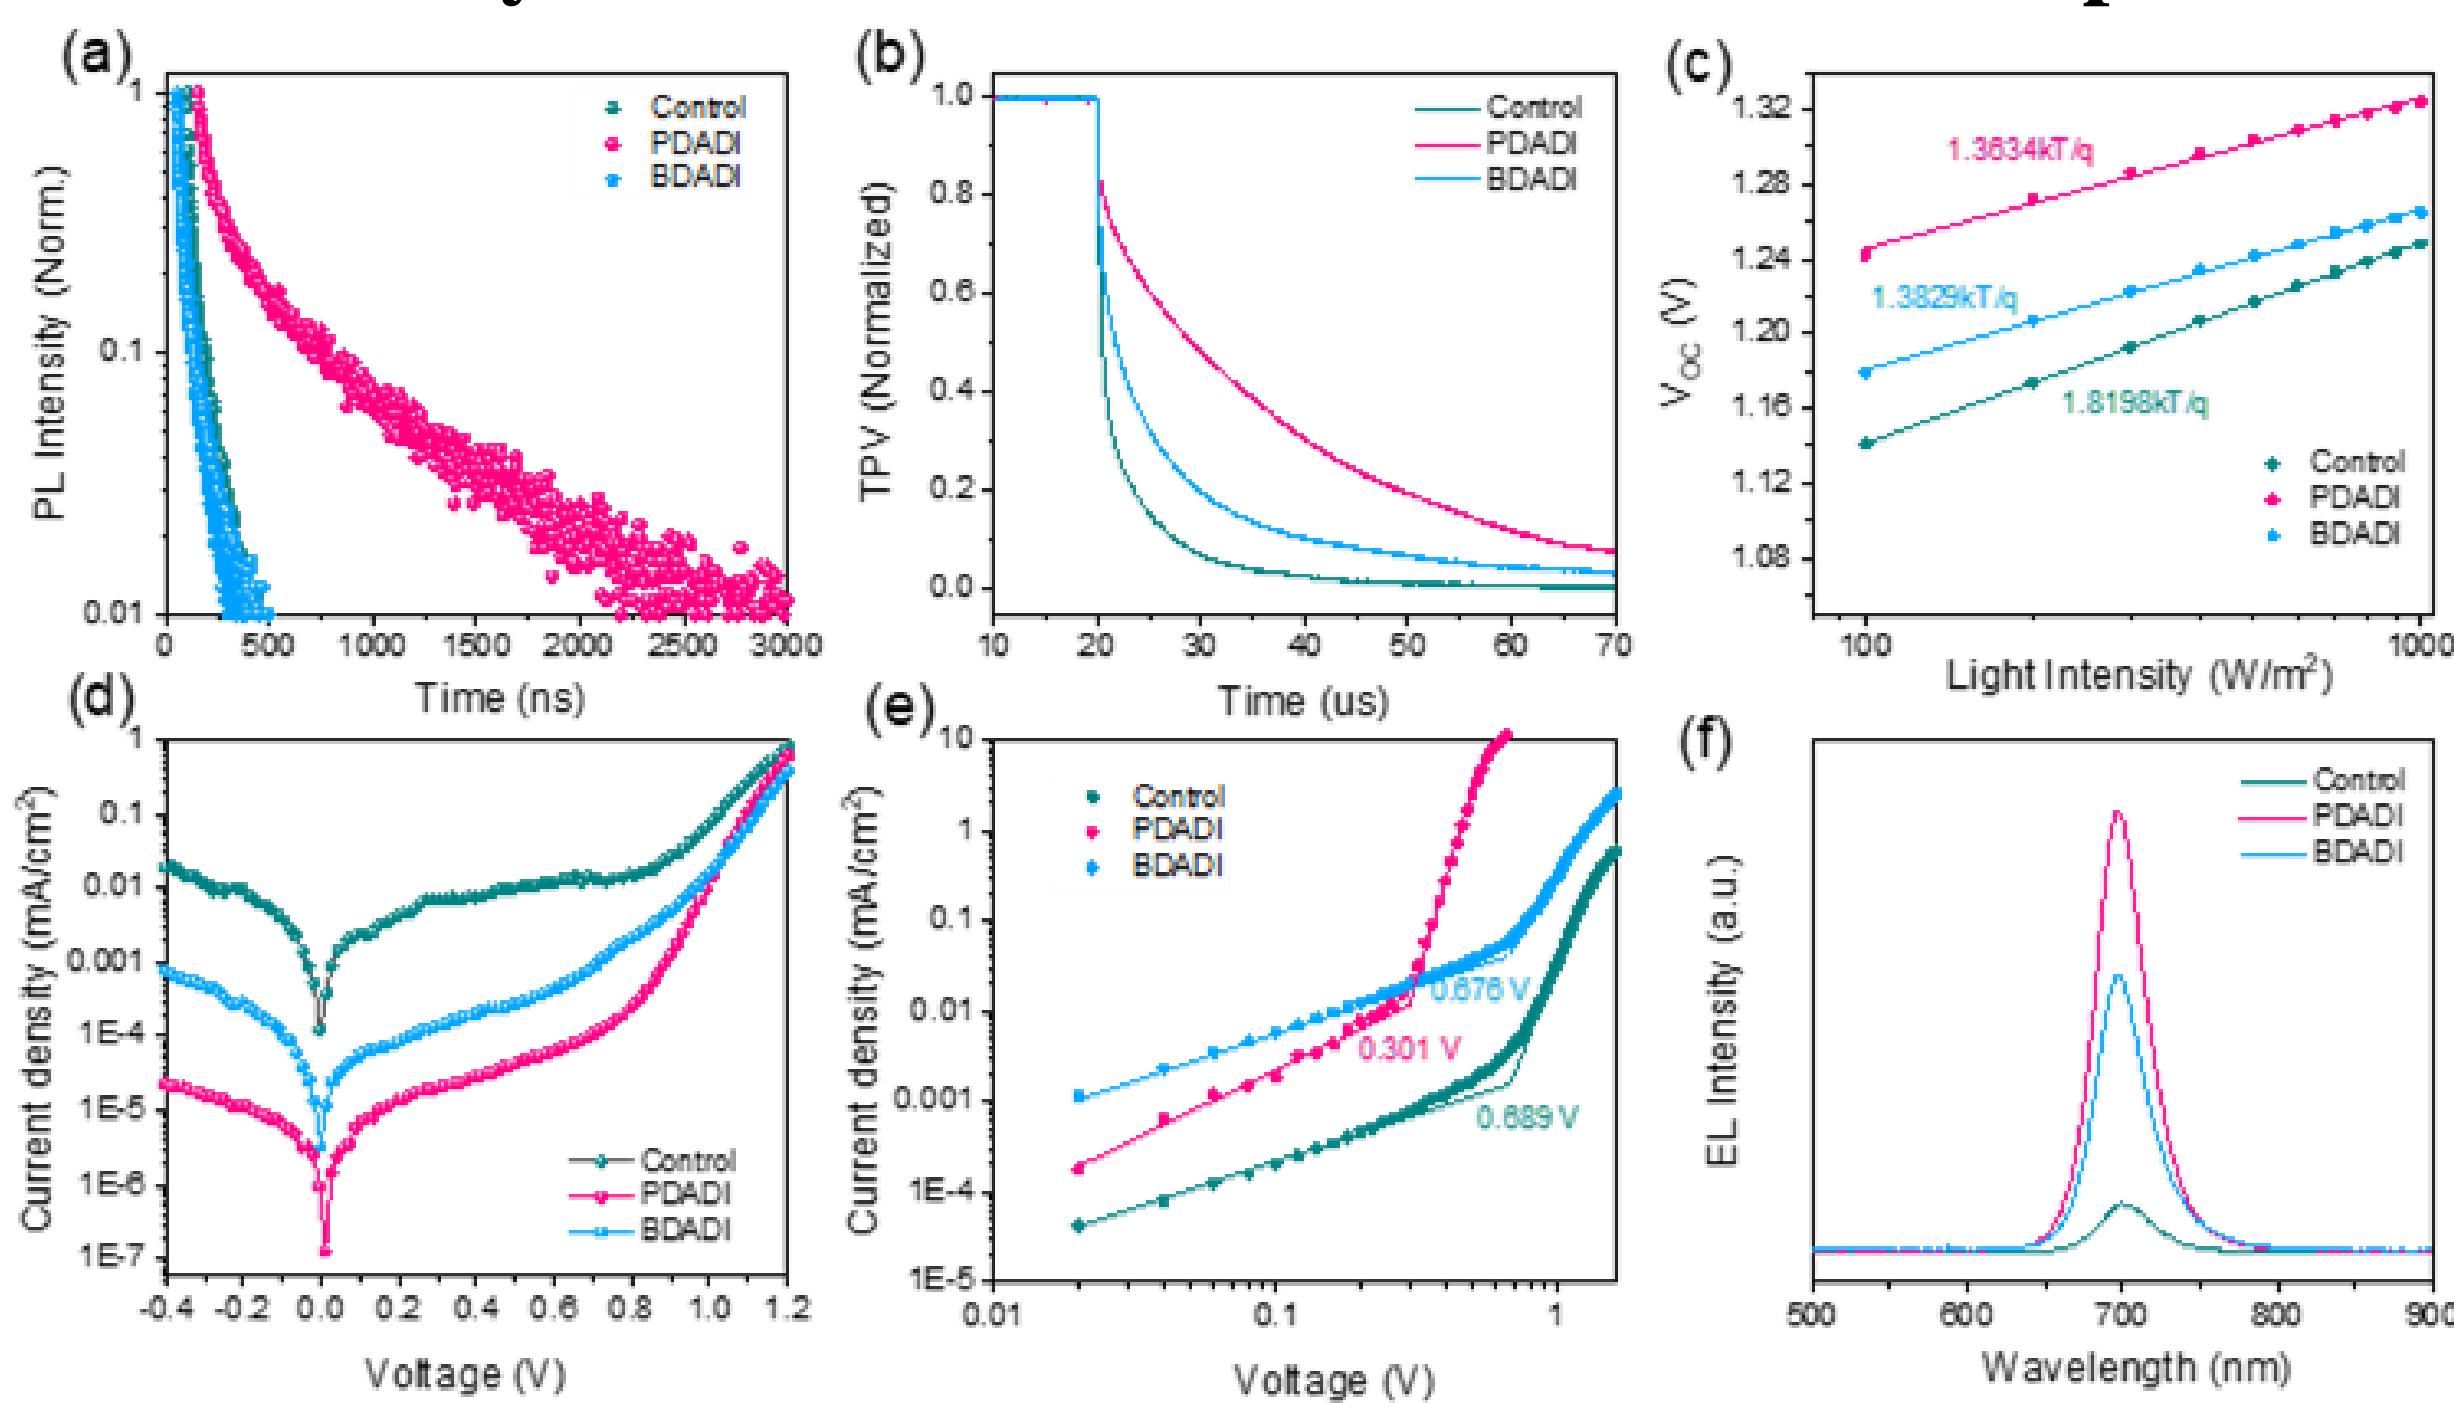 (a)
1
0.1
0.01
PL Intensity (Norm.)
Control
PDADI
BDADI
0 500 1000 1500 2000 2500 3000
Time (ns)
(b)
1.0
0.8
0.6
0.4
0.2
0.0
TPV (Normalized)
Control
PDADI
BDADI
10 20 30 40 50 60 70
Time (us)
(c)
1.32
1.28
1.24
1.20
1.16
1.12
1.08
VOC (V)
1.3634kT/q
1.3829kT/q
1.8198kT/q
Control
PDADI
BDADI
100 1000
Light Intensity (W/m²)
(d)
1
0.1
0.01
0.001
1E-4
1E-5
1E-6
1E-7
Current density (mA/cm²)
Control
PDADI
BDADI
-0.4 -0.2 0.0 0.2 0.4 0.6 0.8 1.0 1.2
Voltage (V)
(e)
10
1
0.1
0.01
0.001
1E-4
1E-5
Current density (mA/cm²)
Control
PDADI
BDADI
0.676 V
0.301 V
0.689 V
0.01 0.1 1
Voltage (V)
(f)
EL Intensity (a.u.)
Control
PDADI
BDADI
500 600 700 800 900
Wavelength (nm)